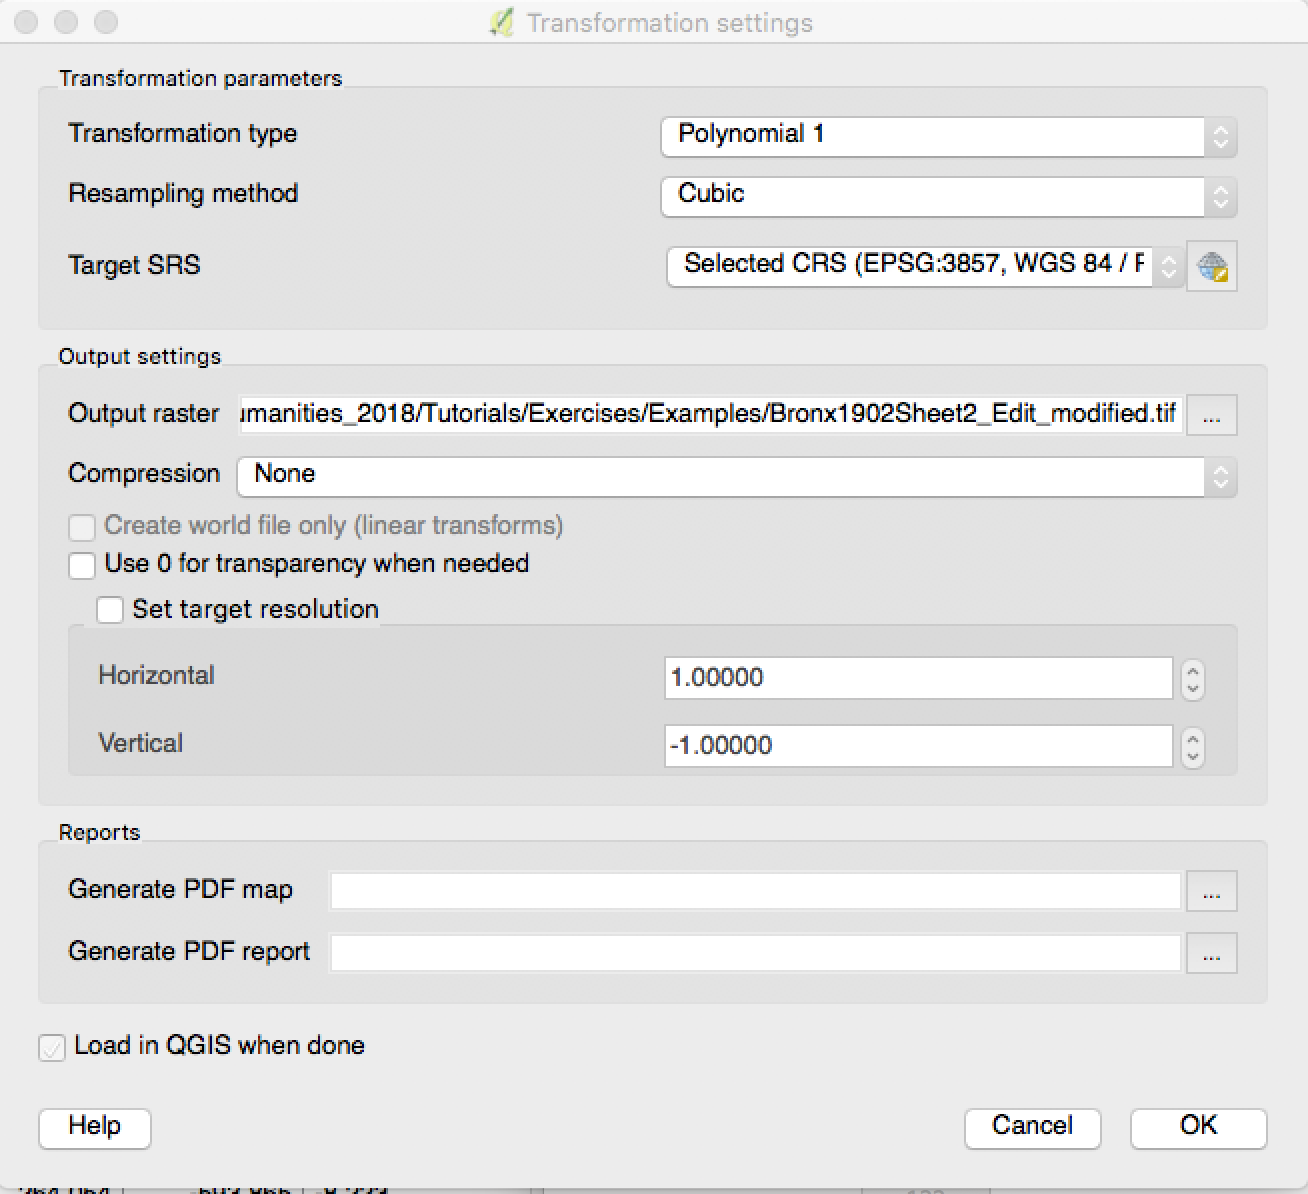 Transformation settings
Transformation parameters
Transformation type Polynomial 1
Resampling method Cubic
Target SRS Selected CRS (EPSG:3857, WGS 84 / F
Output settings
Output raster umanities_2018/Tutorials/Exercises/Examples/Bronx1902Sheet2_Edit_modified.tif ...
Compression None
Create world file only (linear transforms)
Use 0 for transparency when needed
Set target resolution
Horizontal 1.00000
Vertical -1.00000
Reports
Generate PDF map ...
Generate PDF report ...
Load in QGIS when done
Help Cancel OK